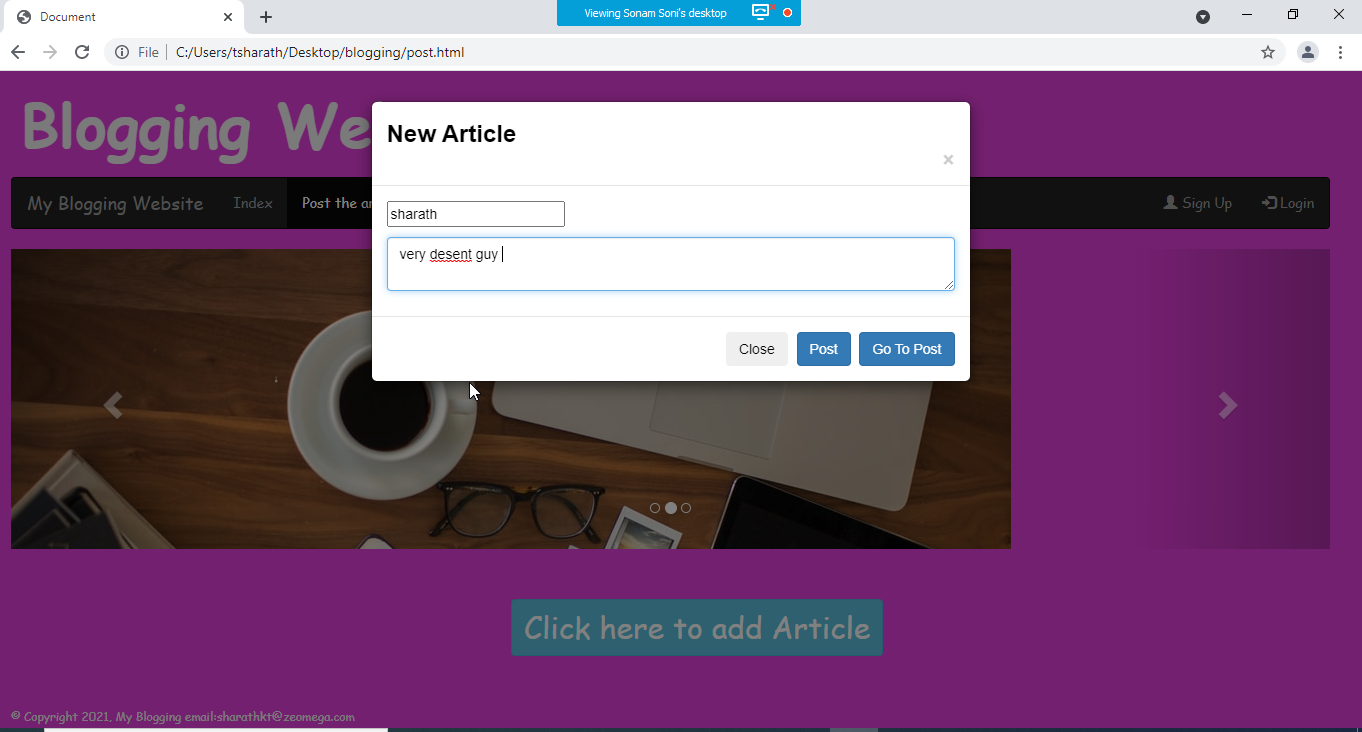 Document
Viewing Sonam Soni's desktop
File
C:/Users/tsharath/Desktop/blogging/post.html
Blogging We
New Article
×
My Blogging Website
Index
Post the ar
Sign Up
Login
sharath
very desent guy
Close
Post
Go To Post
Click here to add Article
© Copyright 2021, My Blogging email:sharathkt@zeomega.com